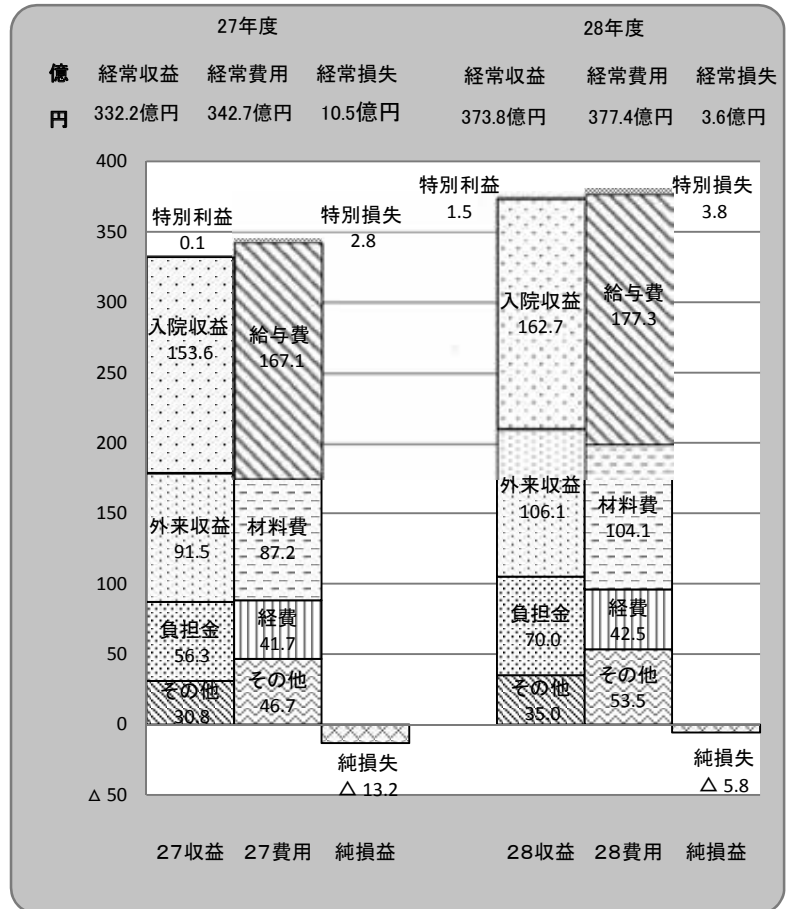 27年度 28年度
億円
経常収益 経常費用 経常損失 経常収益 経常費用 経常損失
332.2億円 342.7億円 10.5億円 373.8億円 377.4億円 3.6億円
400
350
300
250
200
150
100
50
0
△ 50
特別利益
0.1
特別損失
2.8
入院収益
153.6
給与費
167.1
外来収益
91.5
材料費
87.2
負担金
56.3
経費
41.7
その他
30.8
その他
46.7
純損失
△ 13.2
特別利益
1.5
特別損失
3.8
入院収益
162.7
給与費
177.3
外来収益
106.1
材料費
104.1
負担金
70.0
経費
42.5
その他
35.0
その他
53.5
純損失
△ 5.8
27収益 27費用 純損益 28収益 28費用 純損益